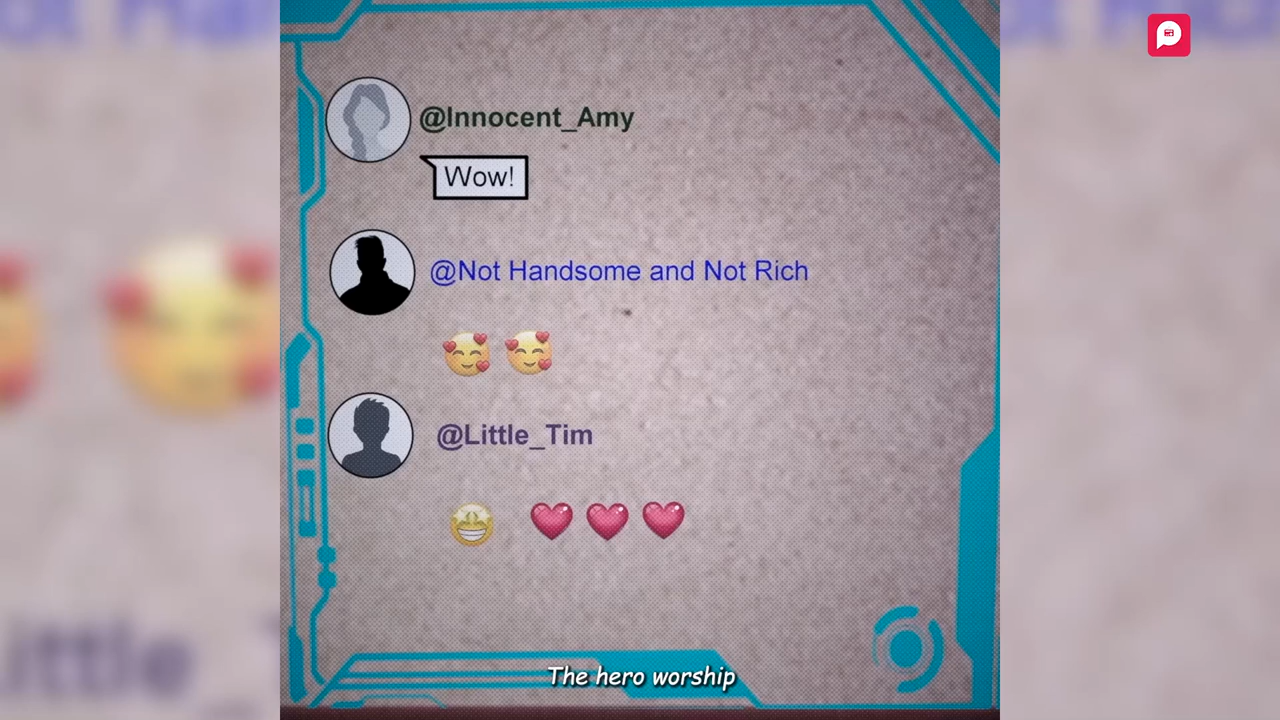 @Innocent_Amy
Wow!
@Not Handsome and Not Rich
🥰 🥰
@Little_Tim
🤩 💗 💗 💗
The hero worship